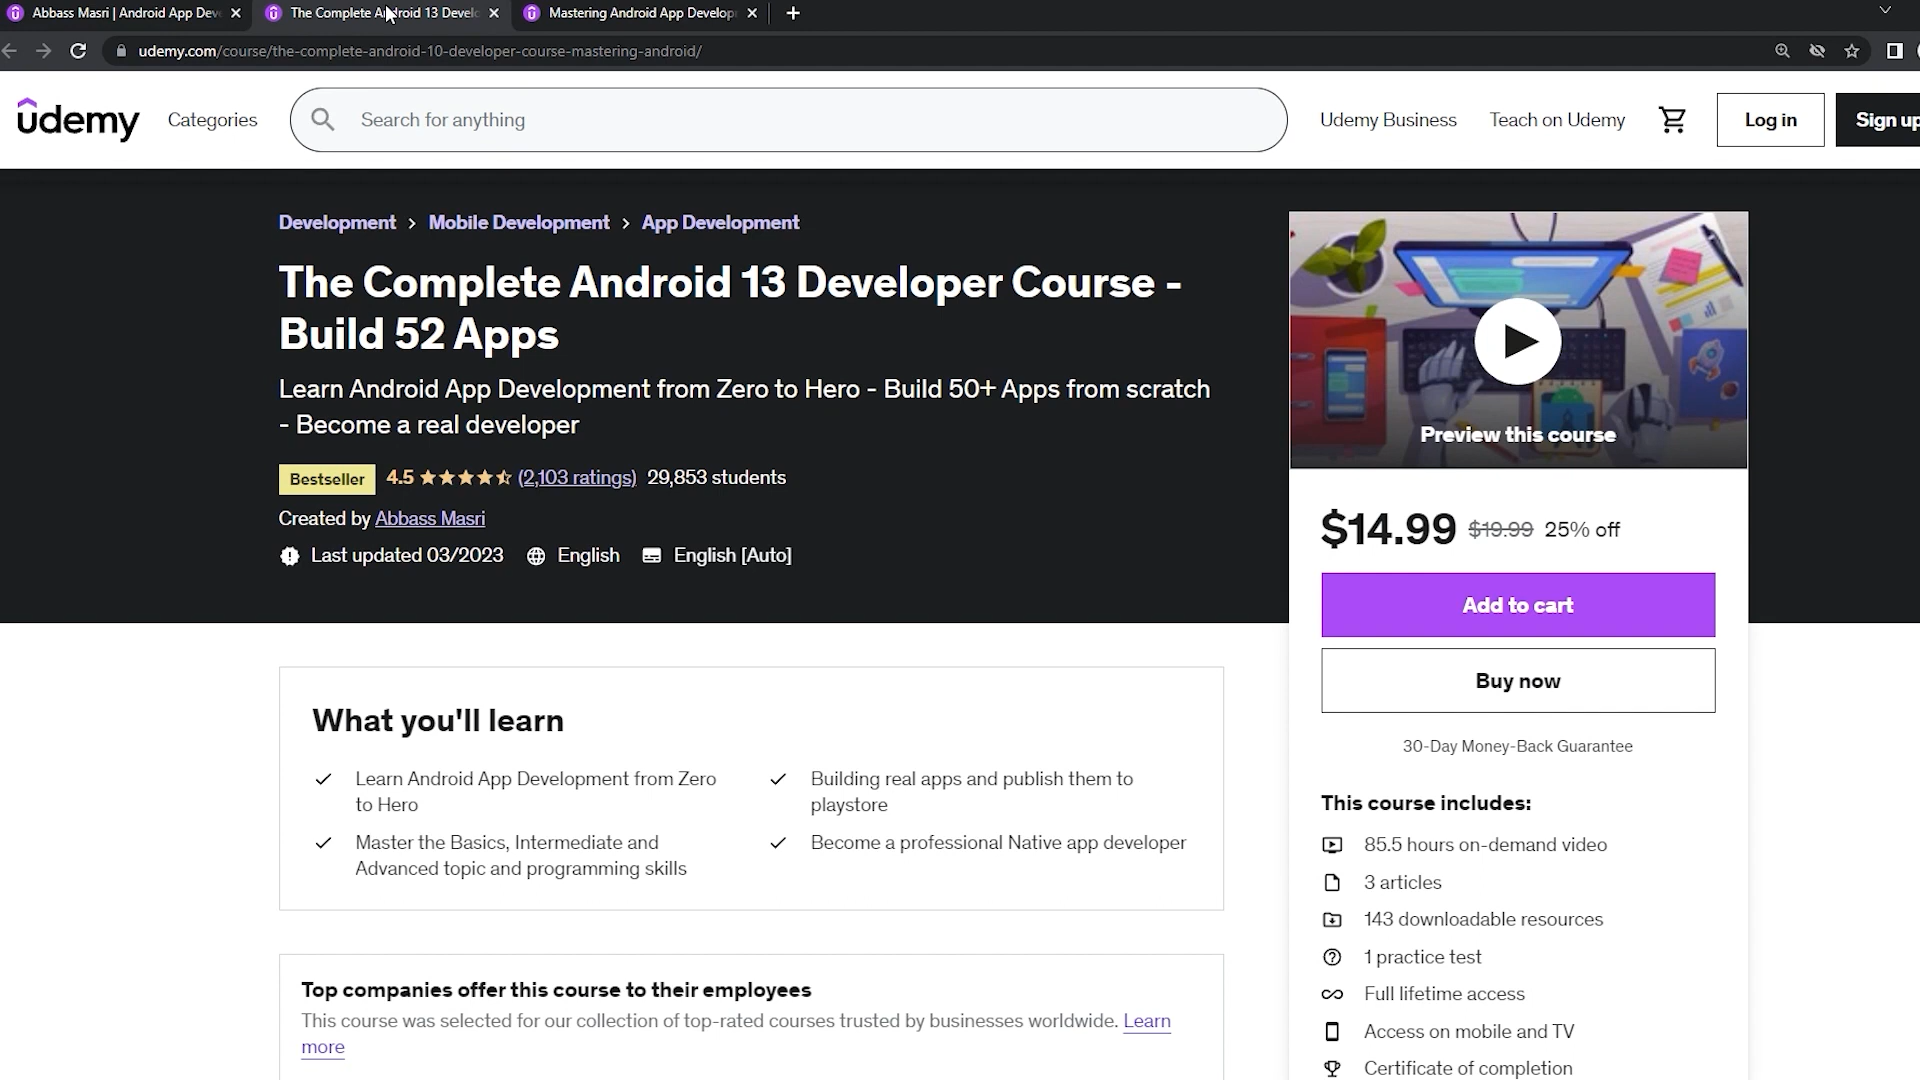 Abbass Masri | Android App Dev
The Complete Android 13 Develo
Mastering Android App Develop
udemy.com/course/the-complete-android-10-developer-course-mastering-android/
udemy
Categories
Search for anything
Udemy Business
Teach on Udemy
Log in
Sign up
Development > Mobile Development > App Development
The Complete Android 13 Developer Course -
Build 52 Apps
Learn Android App Development from Zero to Hero - Build 50+ Apps from scratch
- Become a real developer
Bestseller 4.5 (2,103 ratings) 29,853 students
Created by Abbass Masri
Last updated 03/2023 English English [Auto]
Preview this course
$14.99 $19.99 25% off
Add to cart
Buy now
30-Day Money-Back Guarantee
This course includes:
85.5 hours on-demand video
3 articles
143 downloadable resources
1 practice test
Full lifetime access
Access on mobile and TV
Certificate of completion
What you'll learn
Learn Android App Development from Zero
to Hero
Building real apps and publish them to
playstore
Master the Basics, Intermediate and
Advanced topic and programming skills
Become a professional Native app developer
Top companies offer this course to their employees
This course was selected for our collection of top-rated courses trusted by businesses worldwide. Learn
more